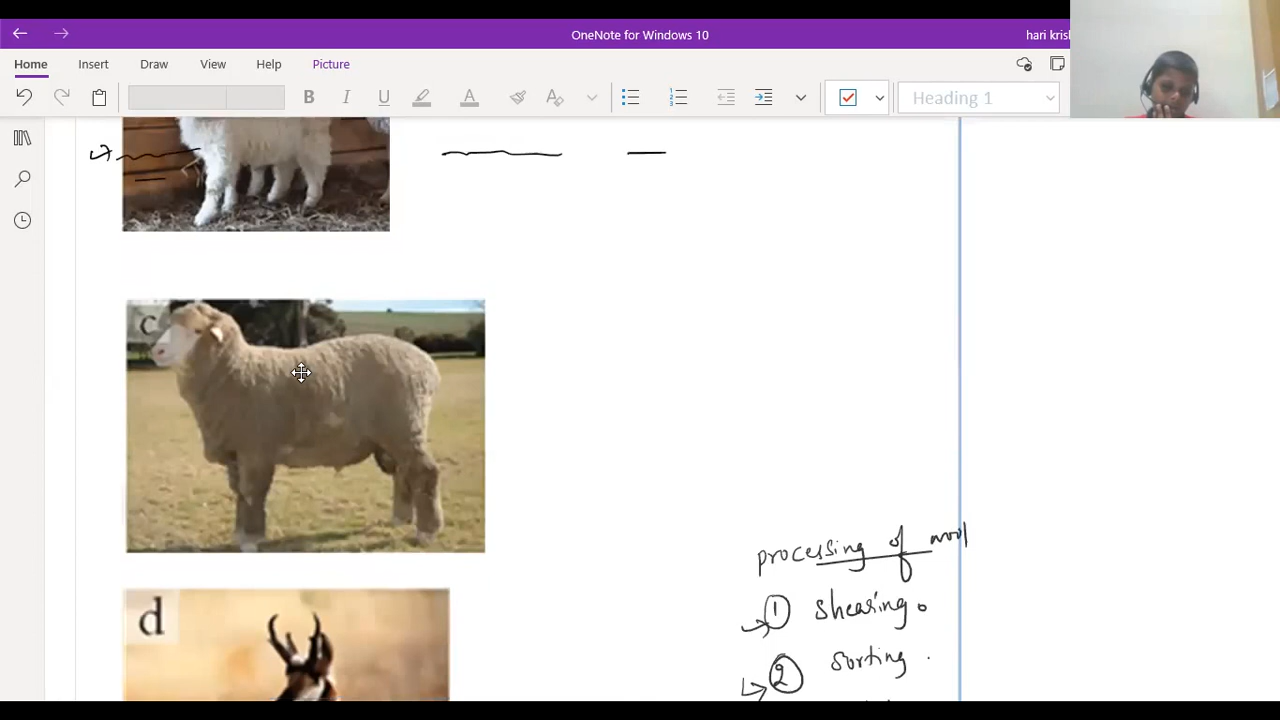 OneNote for Windows 10
hari krish
Home Insert Draw View Help Picture
B I U A Heading 1
c
processing of wool
① shearing
d
② sorting